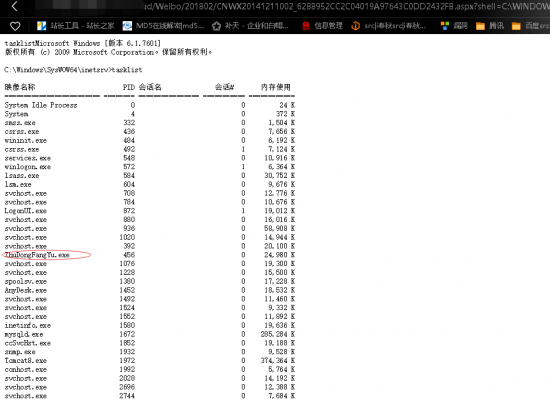 ad/Weibo/201802/CNWX20141211002_6288952CC2C04019A97643C0DD2432FB.aspx?shell=C:\WINDOW
站长工具 - 站长之家 MD5在线解密|md5 补天 - 企业和白帽 信息管理 src|i春秋src|i春秋 蹭网 腾讯 百度
tasklistMicrosoft Windows [版本 6.1.7601]
版权所有 (c) 2009 Microsoft Corporation。保留所有权利。
C:\Windows\SysWOW64\inetsrv>tasklist
映像名称 PID 会话名 会话# 内存使用
========================= ======== ================ =========== ============
System Idle Process 0 0 24 K
System 4 0 372 K
smss.exe 332 0 1,504 K
csrss.exe 436 0 7,656 K
wininit.exe 484 0 6,192 K
csrss.exe 492 1 7,124 K
services.exe 548 0 10,916 K
winlogon.exe 572 1 6,364 K
lsass.exe 584 0 30,752 K
lsm.exe 604 0 9,676 K
svchost.exe 708 0 12,776 K
svchost.exe 784 0 10,676 K
LogonUI.exe 872 1 19,012 K
svchost.exe 880 0 16,016 K
svchost.exe 936 0 58,908 K
svchost.exe 1020 0 14,944 K
svchost.exe 392 0 20,100 K
ZhuDongFangYu.exe 456 0 24,980 K
svchost.exe 1076 0 19,300 K
svchost.exe 1228 0 15,500 K
spoolsv.exe 1380 0 17,228 K
AnyDesk.exe 1452 0 18,532 K
svchost.exe 1492 0 11,460 K
svchost.exe 1524 0 9,332 K
svchost.exe 1552 0 11,892 K
inetinfo.exe 1580 0 19,636 K
mysqld.exe 1672 0 285,284 K
ccSvcHst.exe 1852 0 19,188 K
snmp.exe 1932 0 9,528 K
Tomcat8.exe 1972 0 374,364 K
conhost.exe 1992 0 5,764 K
svchost.exe 2028 0 14,192 K
svchost.exe 2696 0 12,388 K
svchost.exe 2744 0 7,684 K